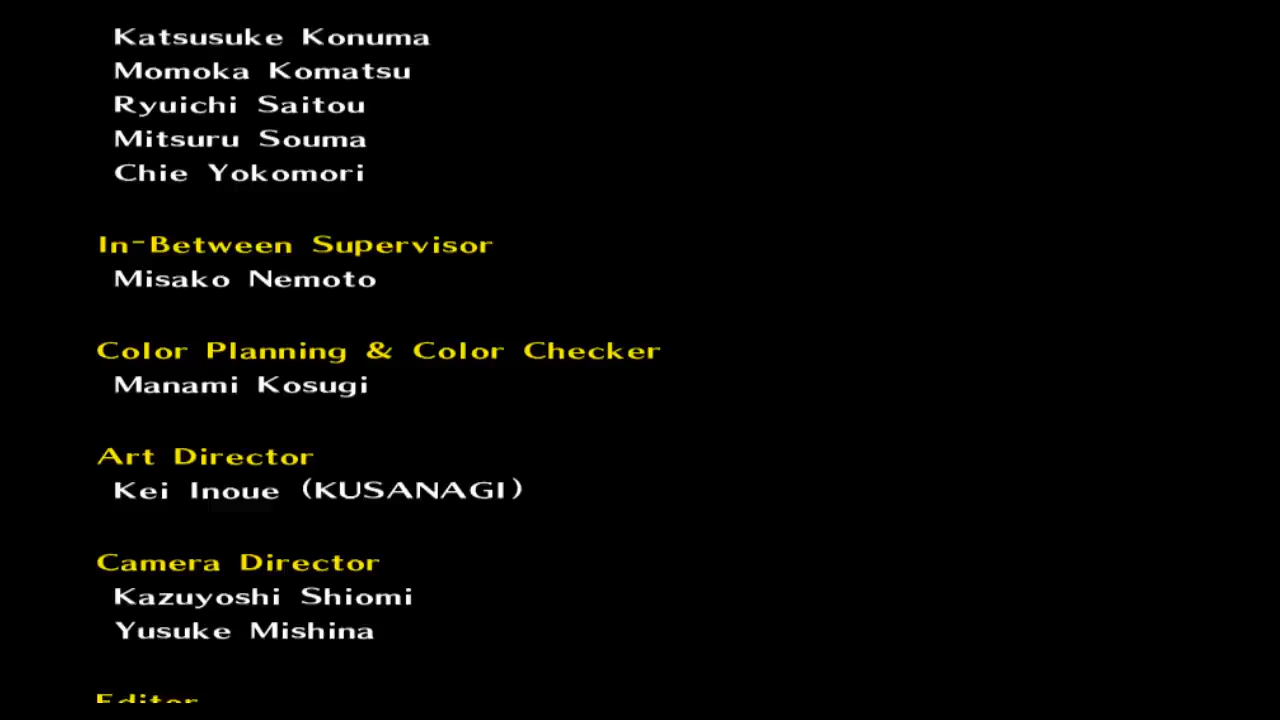 Katsusuke Konuma
Momoka Komatsu
Ryuichi Saitou
Mitsuru Souma
Chie Yokomori
In-Between Supervisor
Misako Nemoto
Color Planning & Color Checker
Manami Kosugi
Art Director
Kei Inoue (KUSANAGI)
Camera Director
Kazuyoshi Shiomi
Yusuke Mishina
Editor